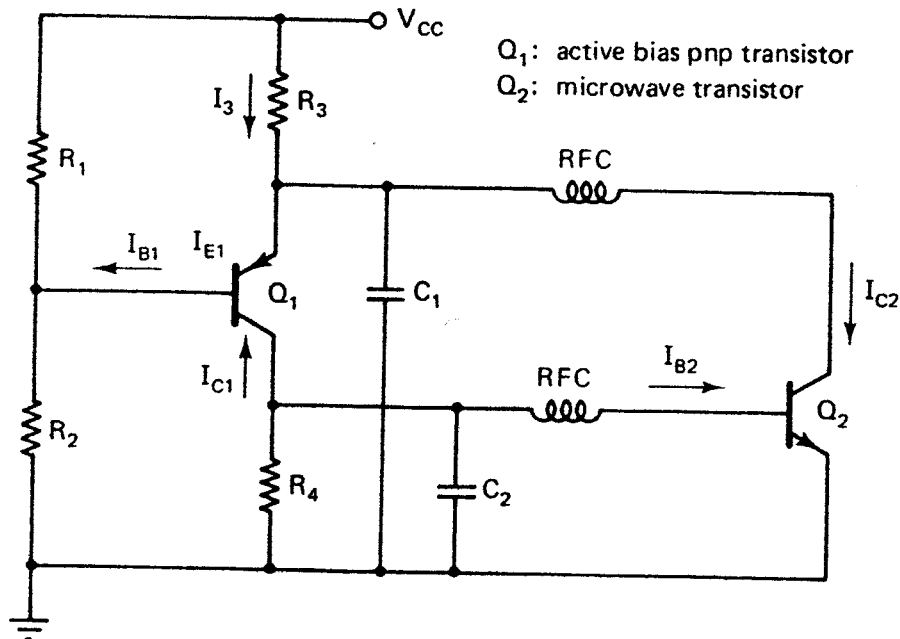 V_CC
Q_1: active bias pnp transistor
Q_2: microwave transistor
I_3
R_3
R_1
RFC
I_B1
I_E1
Q_1
C_1
I_C2
I_C1
RFC
I_B2
Q_2
R_2
R_4
C_2